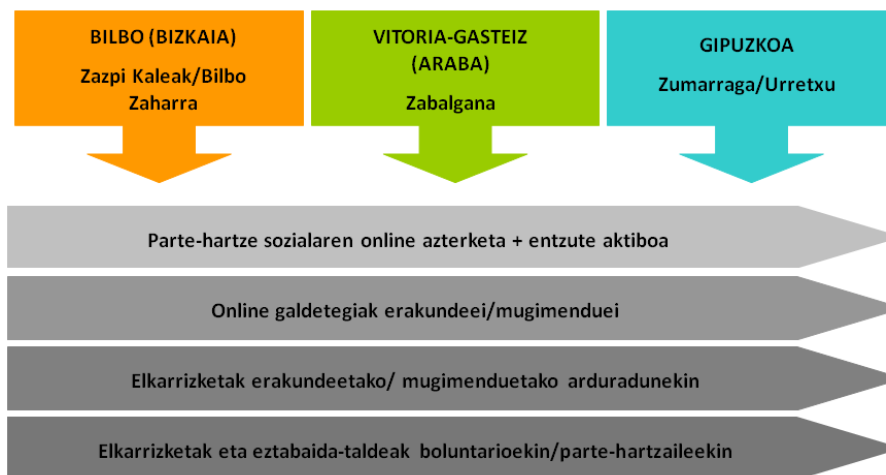 BILBO (BIZKAIA)
Zazpi Kaleak/Bilbo
Zaharra
VITORIA-GASTEIZ
(ARABA)
Zabalgana
GIPUZKOA
Zumarraga/Urretxu
Parte-hartze sozialaren online azterketa + entzute aktiboa
Online galdetegiak erakundeei/mugimenduei
Elkarrizketak erakundeetako/ mugimenduetako arduradunekin
Elkarrizketak eta eztabaida-taldeak boluntarioekin/parte-hartzaileekin